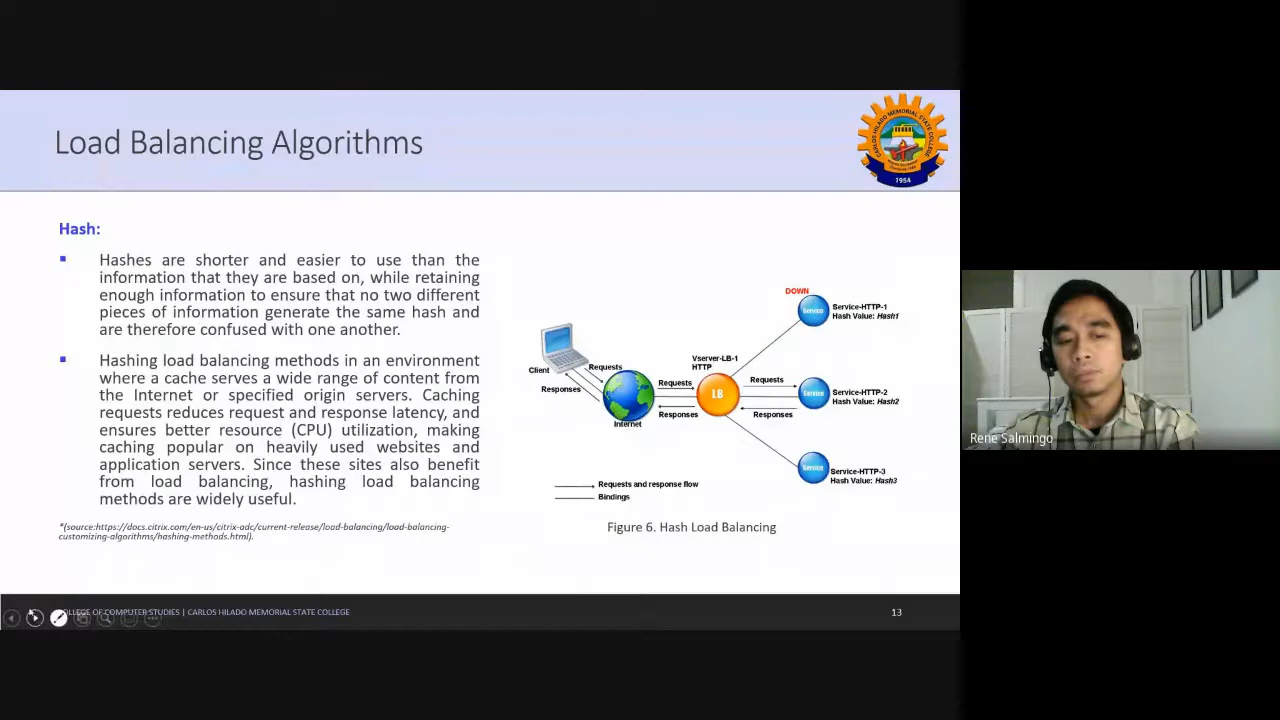 Load Balancing Algorithms
CARLOS HILADO MEMORIAL STATE COLLEGE
1954
Hash:
Hashes are shorter and easier to use than the
information that they are based on, while retaining
enough information to ensure that no two different
pieces of information generate the same hash and
are therefore confused with one another.
Hashing load balancing methods in an environment
where a cache serves a wide range of content from
the Internet or specified origin servers. Caching
requests reduces request and response latency, and
ensures better resource (CPU) utilization, making
caching popular on heavily used websites and
application servers. Since these sites also benefit
from load balancing, hashing load balancing
methods are widely useful.
*(source:https://docs.citrix.com/en-us/citrix-adc/current-release/load-balancing/load-balancing-
customizing-algorithms/hashing-methods.html).
DOWN
Service
Service-HTTP-1
Hash Value: Hash1
Client
Requests
Responses
Internet
Requests
Responses
Vserver-LB-1
HTTP
LB
Requests
Responses
Service
Service-HTTP-2
Hash Value: Hash2
Service
Service-HTTP-3
Hash Value: Hash3
Requests and response flow
Bindings
Figure 6. Hash Load Balancing
COLLEGE OF COMPUTER STUDIES | CARLOS HILADO MEMORIAL STATE COLLEGE
13
Rene Salmingo